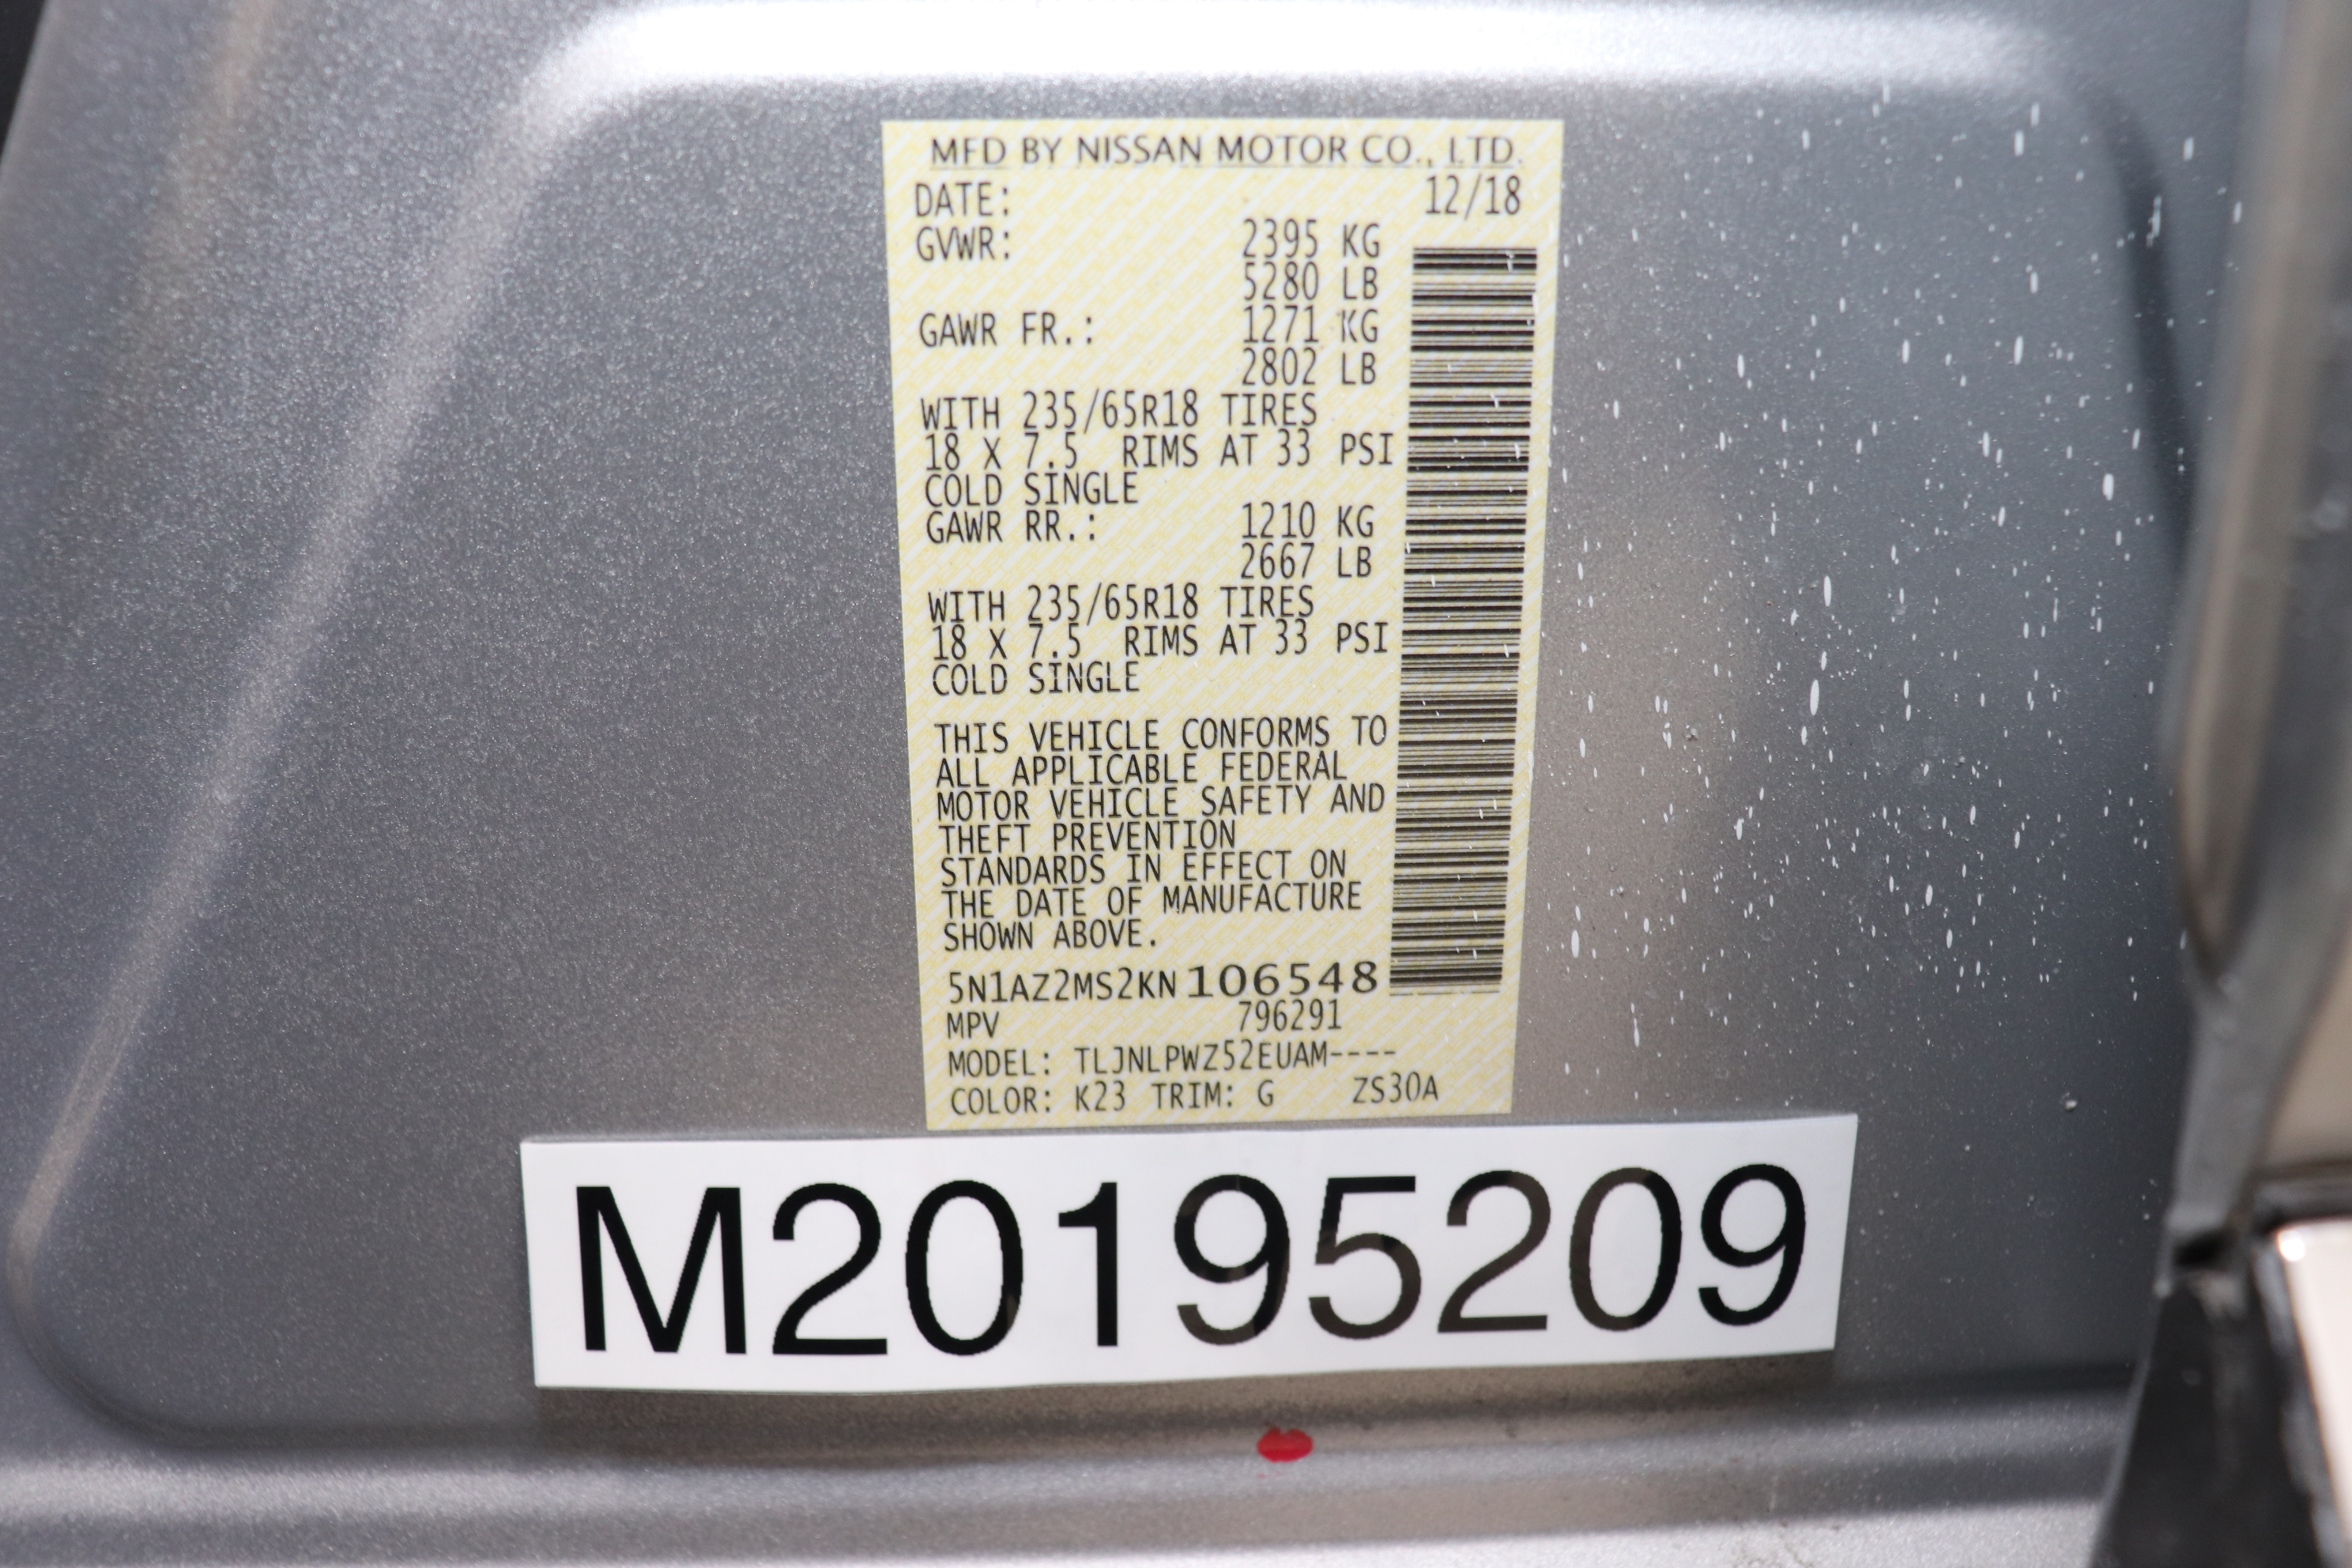 MFD BY NISSAN MOTOR CO., LTD.
DATE: 12/18
GVWR: 2395 KG
5280 LB
GAWR FR.: 1271 KG
2802 LB
WITH 235/65R18 TIRES
18 X 7.5 RIMS AT 33 PSI
COLD SINGLE
GAWR RR.: 1210 KG
2667 LB
WITH 235/65R18 TIRES
18 X 7.5 RIMS AT 33 PSI
COLD SINGLE
THIS VEHICLE CONFORMS TO
ALL APPLICABLE FEDERAL
MOTOR VEHICLE SAFETY AND
THEFT PREVENTION
STANDARDS IN EFFECT ON
THE DATE OF MANUFACTURE
SHOWN ABOVE.
5N1AZ2MS2KN106548
MPV 796291
MODEL: TLJNLPWZ52EUAM----
COLOR: K23 TRIM: G ZS30A
M20195209